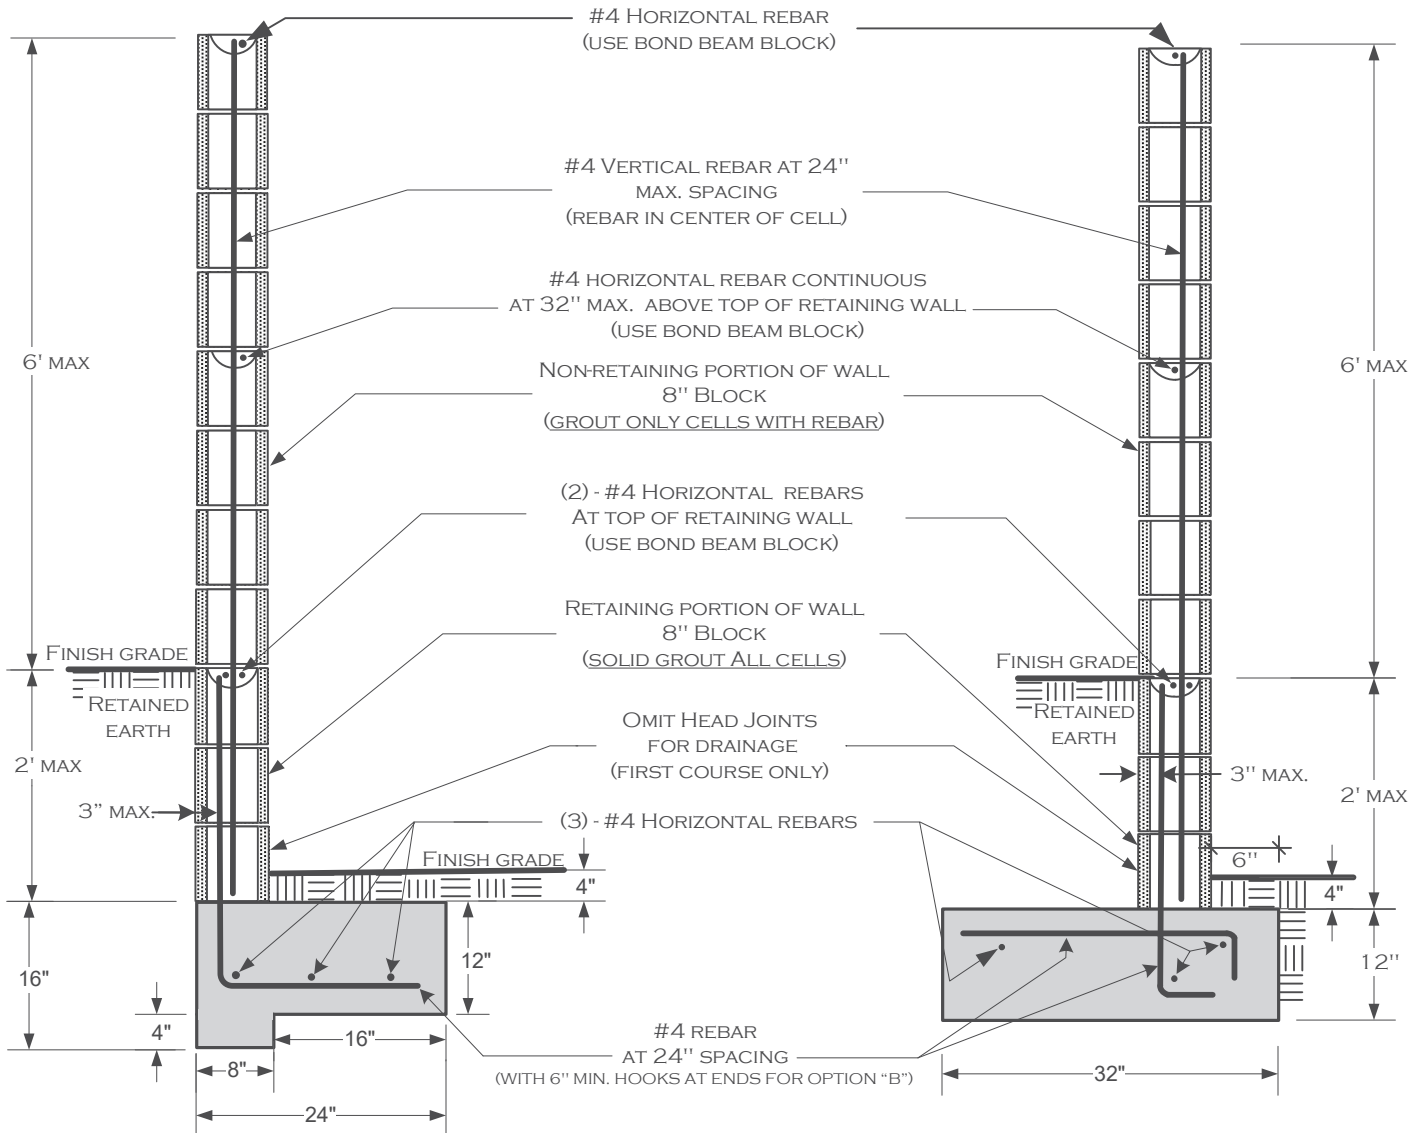 #4 HORIZONTAL REBAR
(USE BOND BEAM BLOCK)
#4 VERTICAL REBAR AT 24"
MAX. SPACING
(REBAR IN CENTER OF CELL)
#4 HORIZONTAL REBAR CONTINUOUS
AT 32" MAX. ABOVE TOP OF RETAINING WALL
(USE BOND BEAM BLOCK)
6' MAX
6' MAX
NON-RETAINING PORTION OF WALL
8" BLOCK
(GROUT ONLY CELLS WITH REBAR)
(2) - #4 HORIZONTAL REBARS
AT TOP OF RETAINING WALL
(USE BOND BEAM BLOCK)
RETAINING PORTION OF WALL
8" BLOCK
(SOLID GROUT ALL CELLS)
FINISH GRADE
RETAINED
EARTH
FINISH GRADE
RETAINED
EARTH
OMIT HEAD JOINTS
FOR DRAINAGE
(FIRST COURSE ONLY)
2' MAX
3" MAX.
3" MAX.
2' MAX
(3) - #4 HORIZONTAL REBARS
FINISH GRADE
4"
6"
4"
16"
12"
12"
4"
16"
8"
24"
#4 REBAR
AT 24" SPACING
(WITH 6" MIN. HOOKS AT ENDS FOR OPTION “B”)
32"